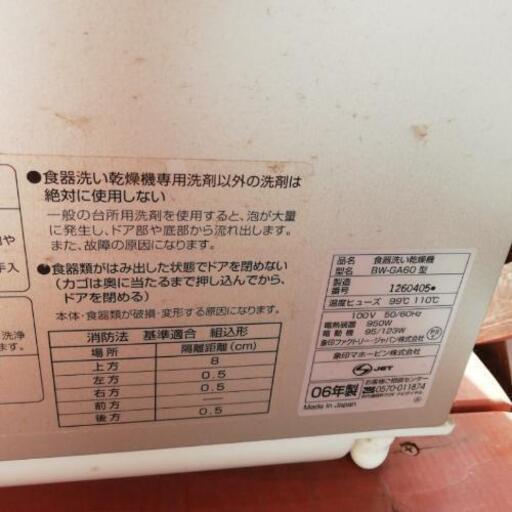 ●食器洗い乾燥機専用洗剤以外の洗剤は
絶対に使用しない
一般の台所用洗剤を使用すると、泡が大量
に発生し、ドア部や底部から流れ出します。
また、故障の原因になります。
●食器類がはみ出した状態でドアを閉めない
(カゴは奥に当たるまで押し込んでから、
ドアを閉める)
本体・食器類が破損・変形する原因になります。
消防法 基準適合 組込形
場所 隔離距離(cm)
上方 8
左方 0.5
右方 0.5
前方 —
後方 0.5
や
手入
洗浄
品名 食器洗い乾燥機
型名 BW-GA60型
製造番号 1260405●
温度ヒューズ 99℃ 110℃
100V 50/60Hz
電熱装置 950W
電動機 95/123W
象印ファクトリー・ジャパン株式会社
象印マホービン株式会社
JET
06年製
Made in Japan
お客様ご相談センター
0570-011874